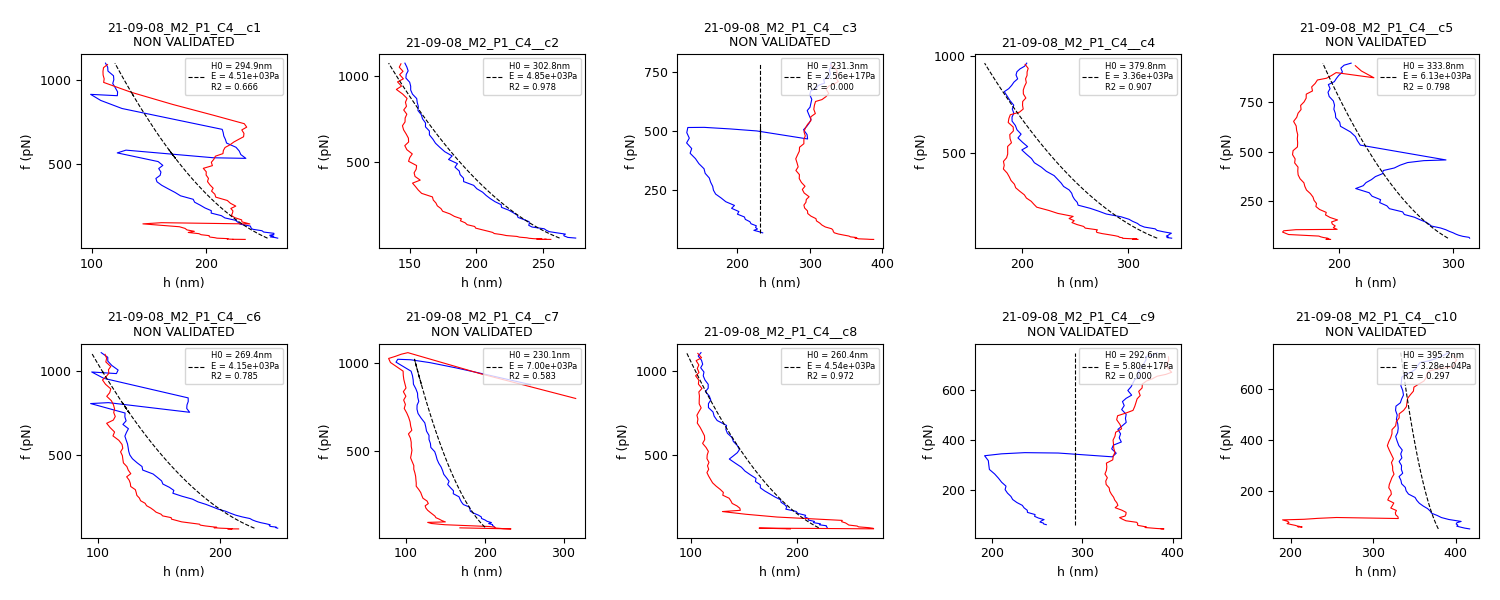 21-09-08_M2_P1_C4__c1
NON VALIDATED
H0 = 294.9nm
E = 4.51e+03Pa
R2 = 0.666
f (pN)
1000
500
100
200
h (nm)
21-09-08_M2_P1_C4__c2
H0 = 302.8nm
E = 4.85e+03Pa
R2 = 0.978
f (pN)
1000
500
150
200
250
h (nm)
21-09-08_M2_P1_C4__c3
NON VALIDATED
H0 = 231.3nm
E = 2.56e+17Pa
R2 = 0.000
f (pN)
750
500
250
200
300
400
h (nm)
21-09-08_M2_P1_C4__c4
H0 = 379.8nm
E = 3.36e+03Pa
R2 = 0.907
f (pN)
1000
500
200
300
h (nm)
21-09-08_M2_P1_C4__c5
NON VALIDATED
H0 = 333.8nm
E = 6.13e+03Pa
R2 = 0.798
f (pN)
750
500
250
200
300
h (nm)
21-09-08_M2_P1_C4__c6
NON VALIDATED
H0 = 269.4nm
E = 4.15e+03Pa
R2 = 0.785
f (pN)
1000
500
100
200
h (nm)
21-09-08_M2_P1_C4__c7
NON VALIDATED
H0 = 230.1nm
E = 7.00e+03Pa
R2 = 0.583
f (pN)
1000
500
100
200
300
h (nm)
21-09-08_M2_P1_C4__c8
H0 = 260.4nm
E = 4.54e+03Pa
R2 = 0.972
f (pN)
1000
500
100
200
h (nm)
21-09-08_M2_P1_C4__c9
NON VALIDATED
H0 = 292.6nm
E = 5.80e+17Pa
R2 = 0.000
f (pN)
600
400
200
200
300
400
h (nm)
21-09-08_M2_P1_C4__c10
NON VALIDATED
H0 = 395.2nm
E = 3.28e+04Pa
R2 = 0.297
f (pN)
600
400
200
200
300
400
h (nm)